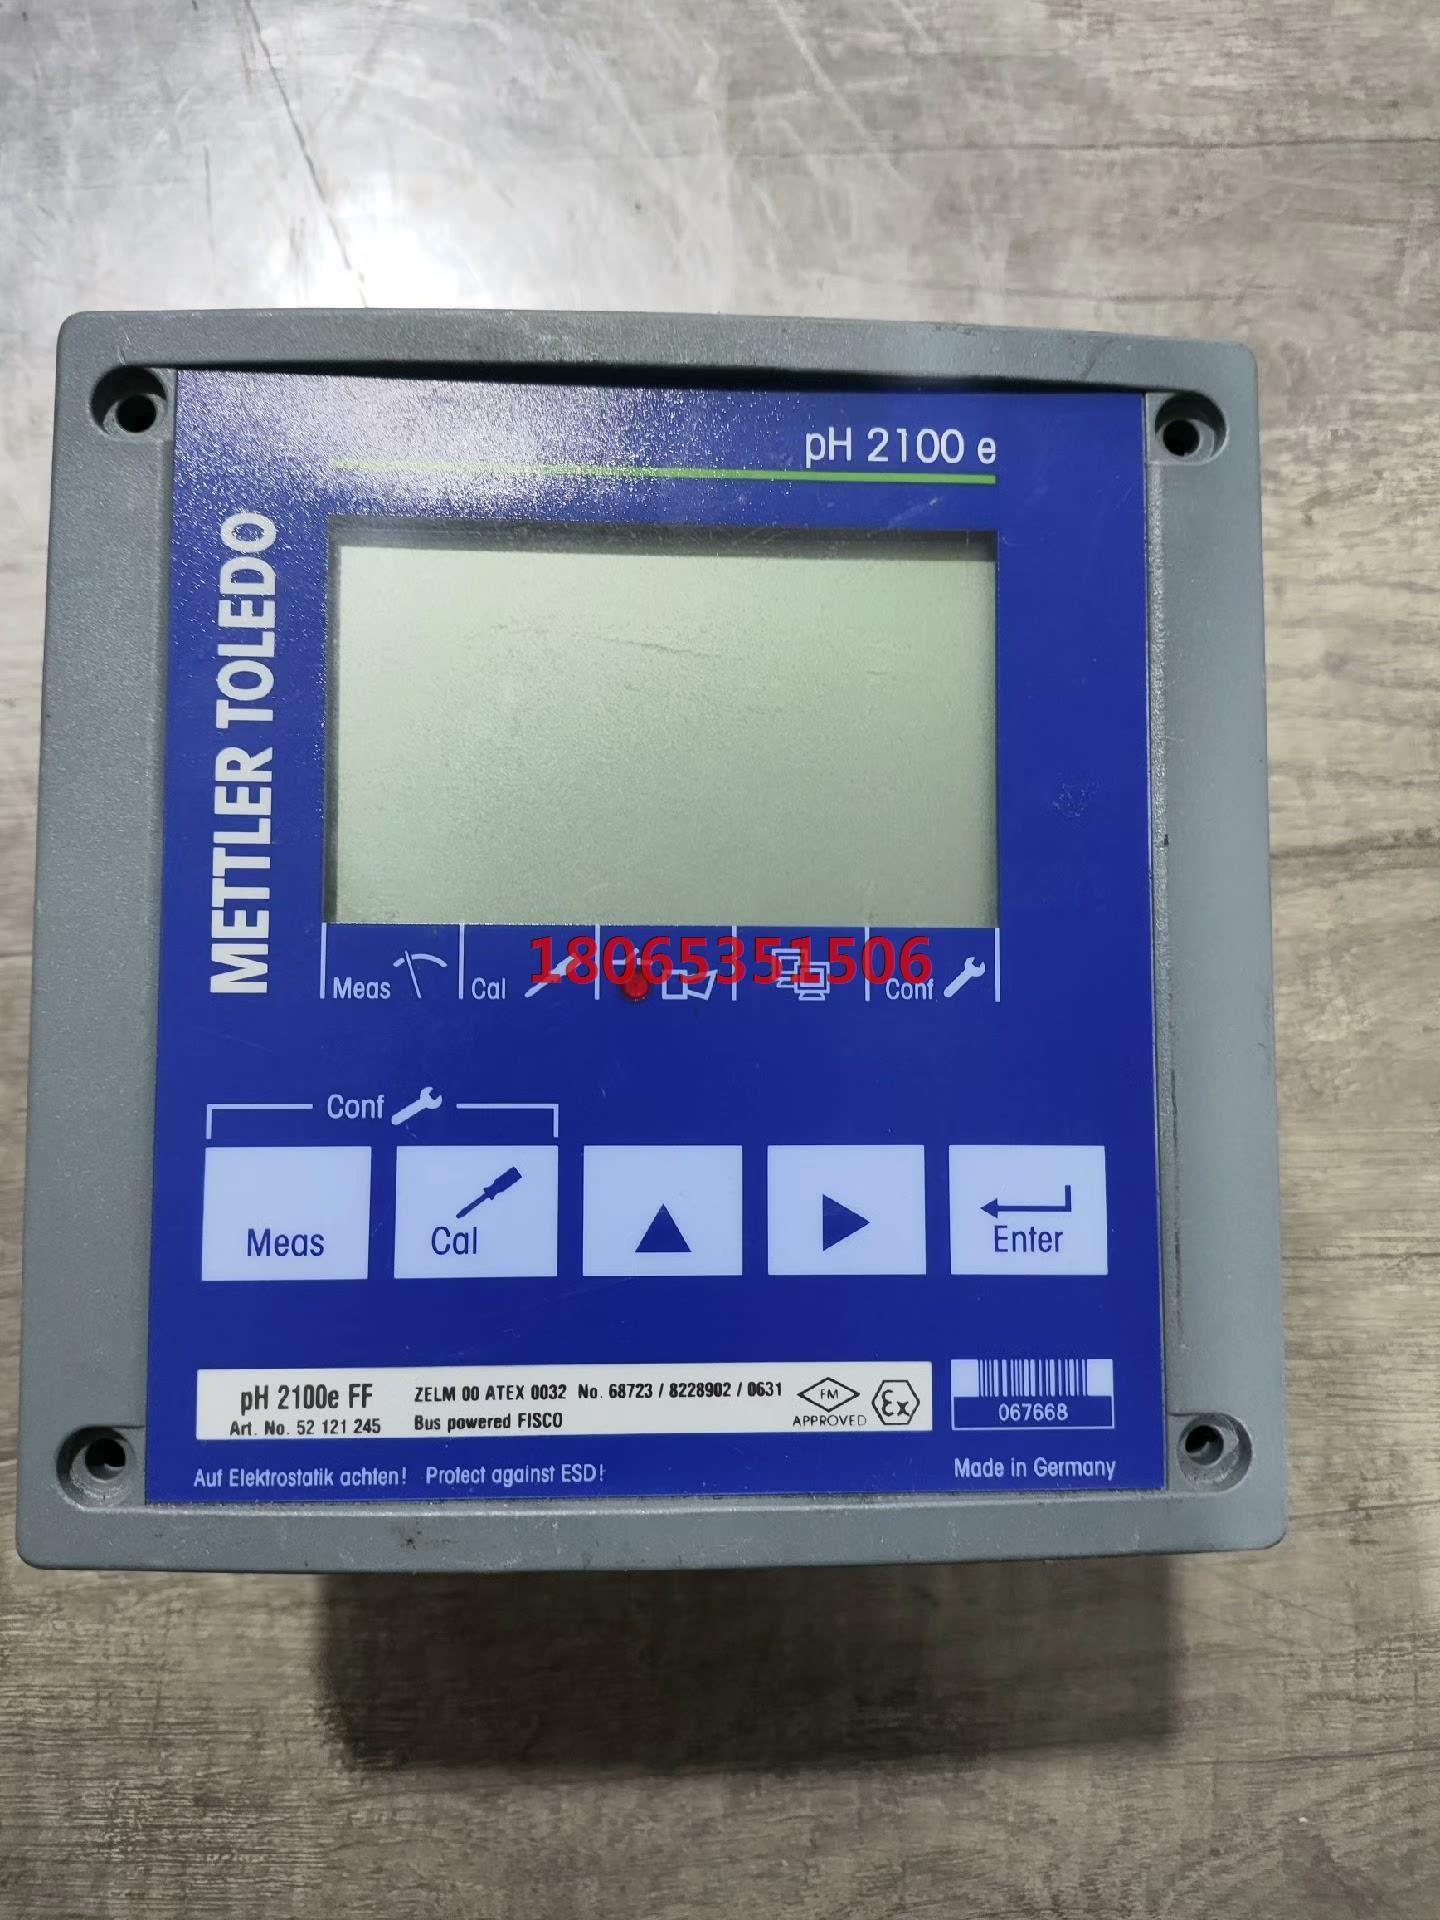 pH 2100 e
METTLER TOLEDO
18065351506
Meas Cal Conf
Conf
Meas Cal Enter
pH 2100e FF
Art. No. 52 121 245
ZELM 00 ATEX 0032 No. 68723 / 8228902 / 0631
Bus powered FISCO
FM
APPROVED
Ex
067668
Auf Elektrostatik achten! Protect against ESD!
Made in Germany